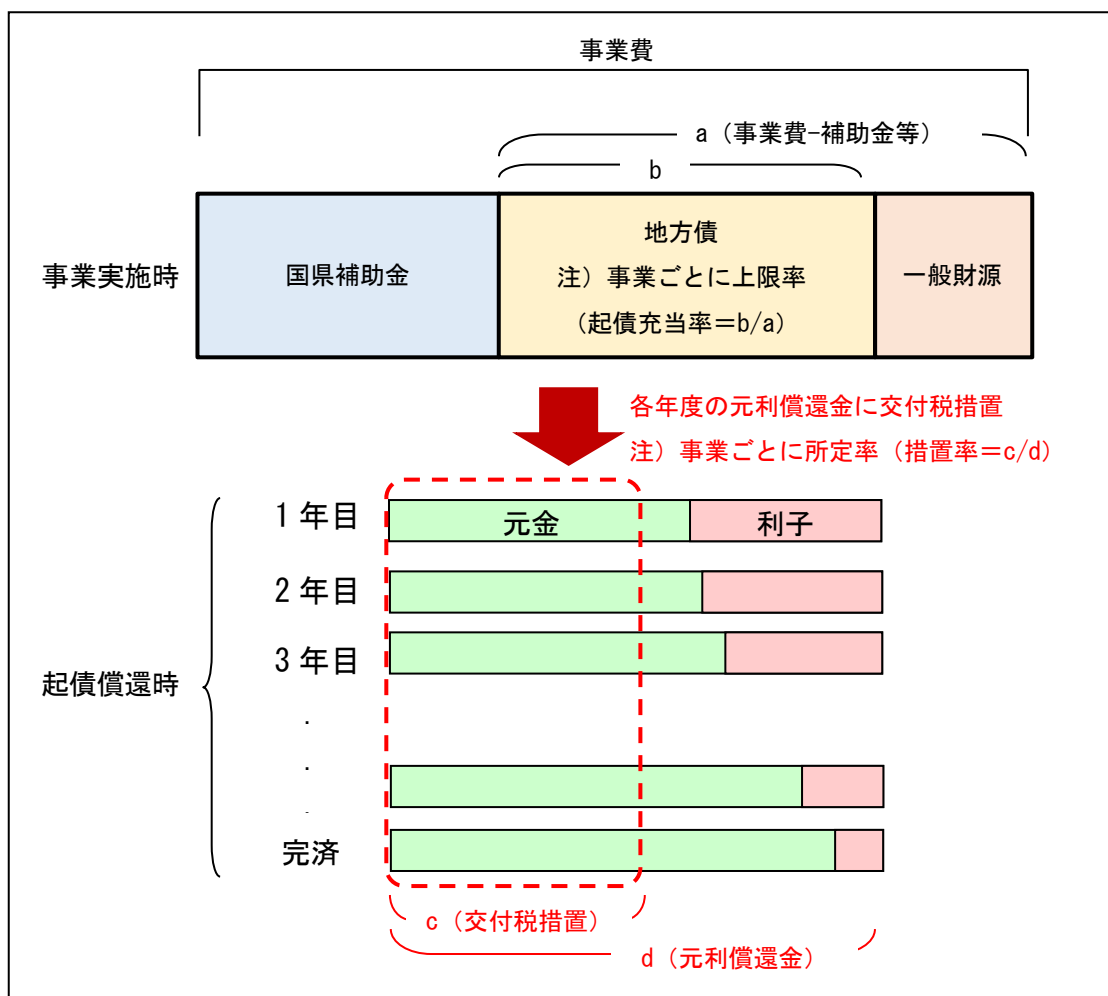 事業費
a（事業費-補助金等）
b
事業実施時
国県補助金
地方債
注）事業ごとに上限率
（起債充当率＝b/a）
一般財源
各年度の元利償還金に交付税措置
注）事業ごとに所定率（措置率＝c/d）
起債償還時
1年目
元金
利子
2年目
3年目
.
.
.
完済
c（交付税措置）
d（元利償還金）